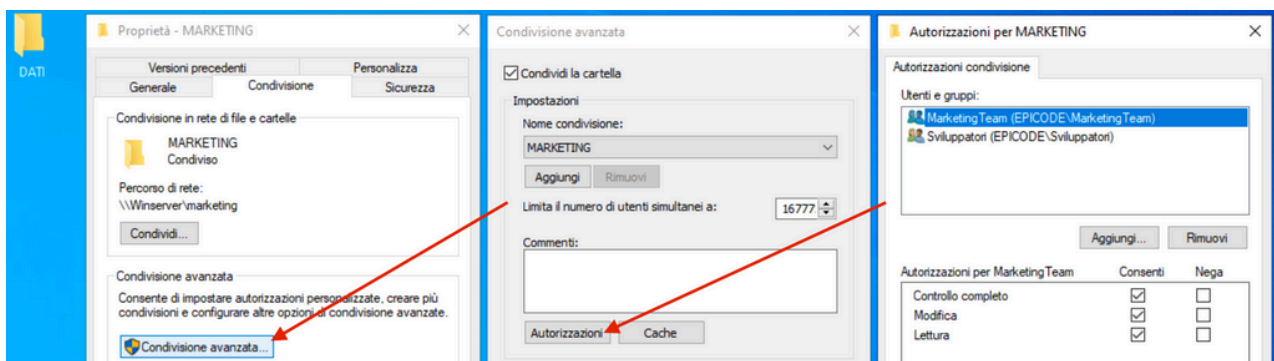 DATI
Proprietà - MARKETING
Versioni precedenti
Personalizza
Generale
Condivisione
Sicurezza
Condivisione in rete di file e cartelle
MARKETING
Condiviso
Percorso di rete:
\\Winserver\marketing
Condividi...
Condivisione avanzata
Consente di impostare autorizzazioni personalizzate, creare più
condivisioni e configurare altre opzioni di condivisione avanzate.
Condivisione avanzata...
Condivisione avanzata
Condividi la cartella
Impostazioni
Nome condivisione:
MARKETING
Aggiungi
Rimuovi
Limita il numero di utenti simultanei a:
16777
Commenti:
Autorizzazioni
Cache
Autorizzazioni per MARKETING
Autorizzazioni condivisione
Utenti e gruppi:
MarketingTeam (EPICODE\MarketingTeam)
Sviluppatori (EPICODE\Sviluppatori)
Aggiungi...
Rimuovi
Autorizzazioni per MarketingTeam
Consenti
Nega
Controllo completo
Modifica
Lettura